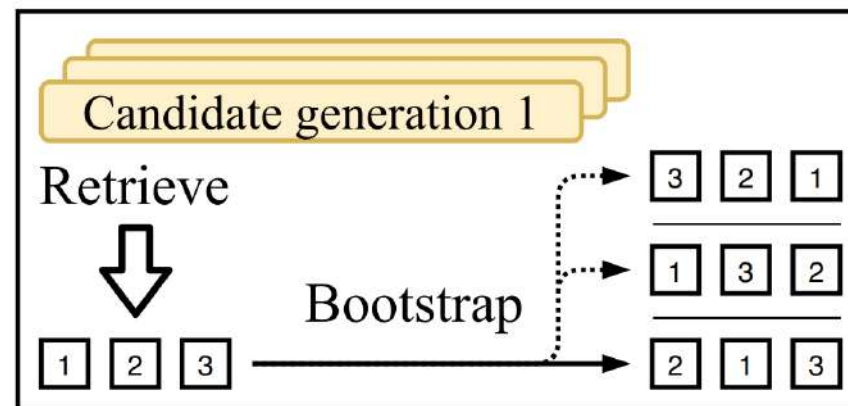 Candidate generation 1
Retrieve
3 2 1
1 3 2
Bootstrap
1 2 3
2 1 3